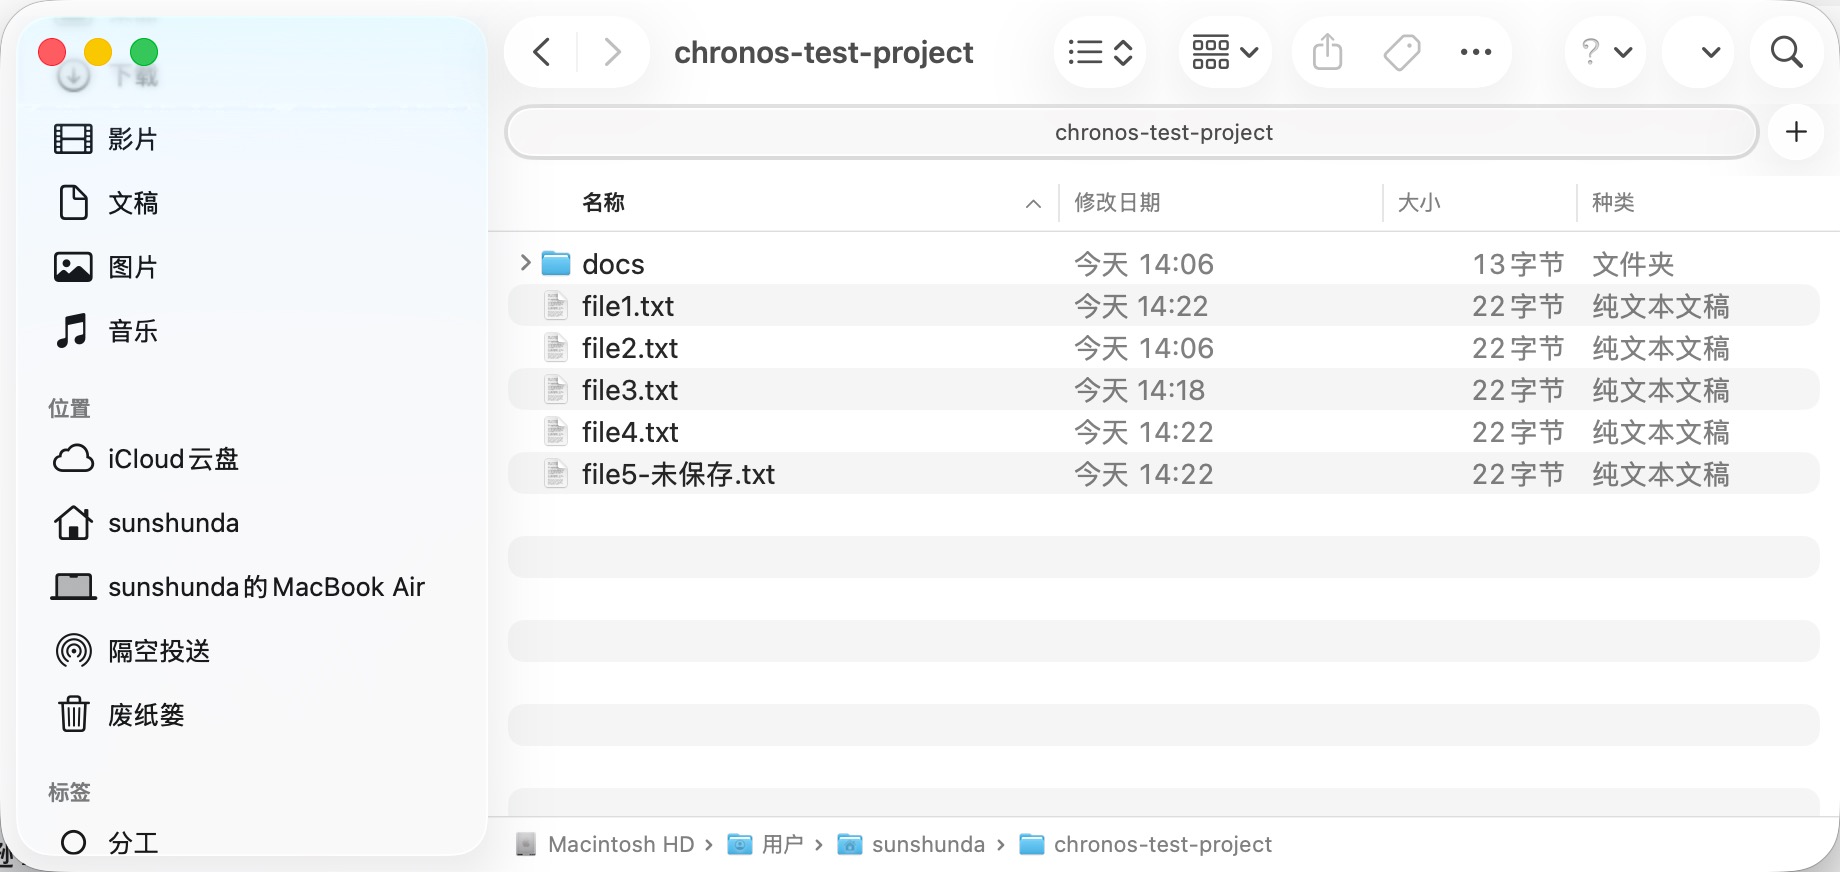 下载
影片
文稿
图片
音乐
位置
iCloud云盘
sunshunda
sunshunda的MacBook Air
隔空投送
废纸篓
标签
分工
chronos-test-project
?
chronos-test-project
名称 修改日期 大小 种类
docs 今天 14:06 13字节 文件夹
file1.txt 今天 14:22 22字节 纯文本文稿
file2.txt 今天 14:06 22字节 纯文本文稿
file3.txt 今天 14:18 22字节 纯文本文稿
file4.txt 今天 14:22 22字节 纯文本文稿
file5-未保存.txt 今天 14:22 22字节 纯文本文稿
Macintosh HD › 用户 › sunshunda › chronos-test-project